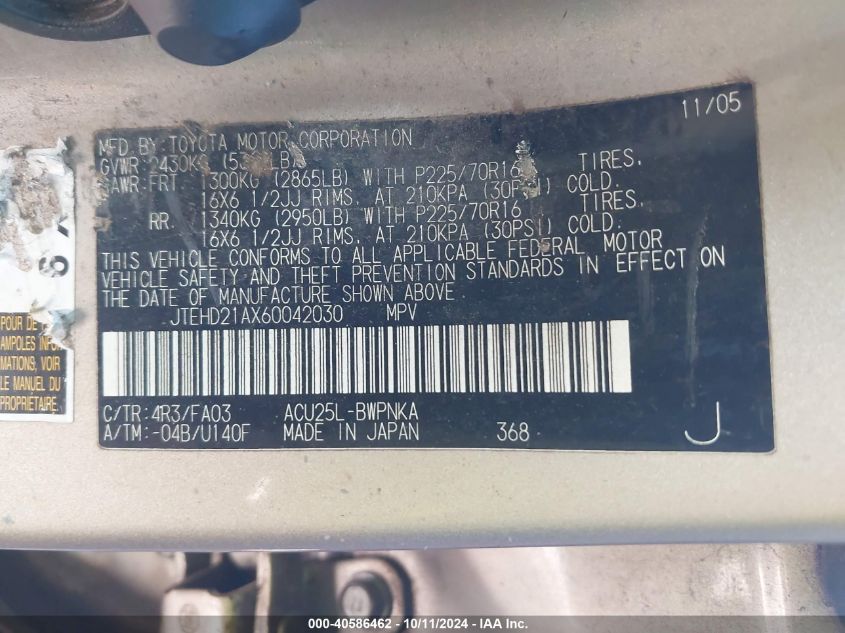 11/05
MFD. BY: TOYOTA MOTOR CORPORATION
GVWR: 2430KG
GAWR: FRT. 1300KG (2865LB) WITH P225/70R16 TIRES,
16X6 1/2JJ RIMS, AT 210KPA (30PSI) COLD.
RR. 1340KG (2950LB) WITH P225/70R16 TIRES,
16X6 1/2JJ RIMS, AT 210KPA (30PSI) COLD.
THIS VEHICLE CONFORMS TO ALL APPLICABLE FEDERAL MOTOR
VEHICLE SAFETY AND THEFT PREVENTION STANDARDS IN EFFECT ON
THE DATE OF MANUFACTURE SHOWN ABOVE.
JTEHD21AX60042030 MPV
C/TR: 4R3/FA03 ACU25L-BWPNKA
A/TM: -04B/U140F MADE IN JAPAN 368 J
POUR DE
AMPOLES
MATIONS, VOIR
LE MANUEL DU
PROPRIÉTAIRE.
000-40586462 - 10/11/2024 - IAA Inc.